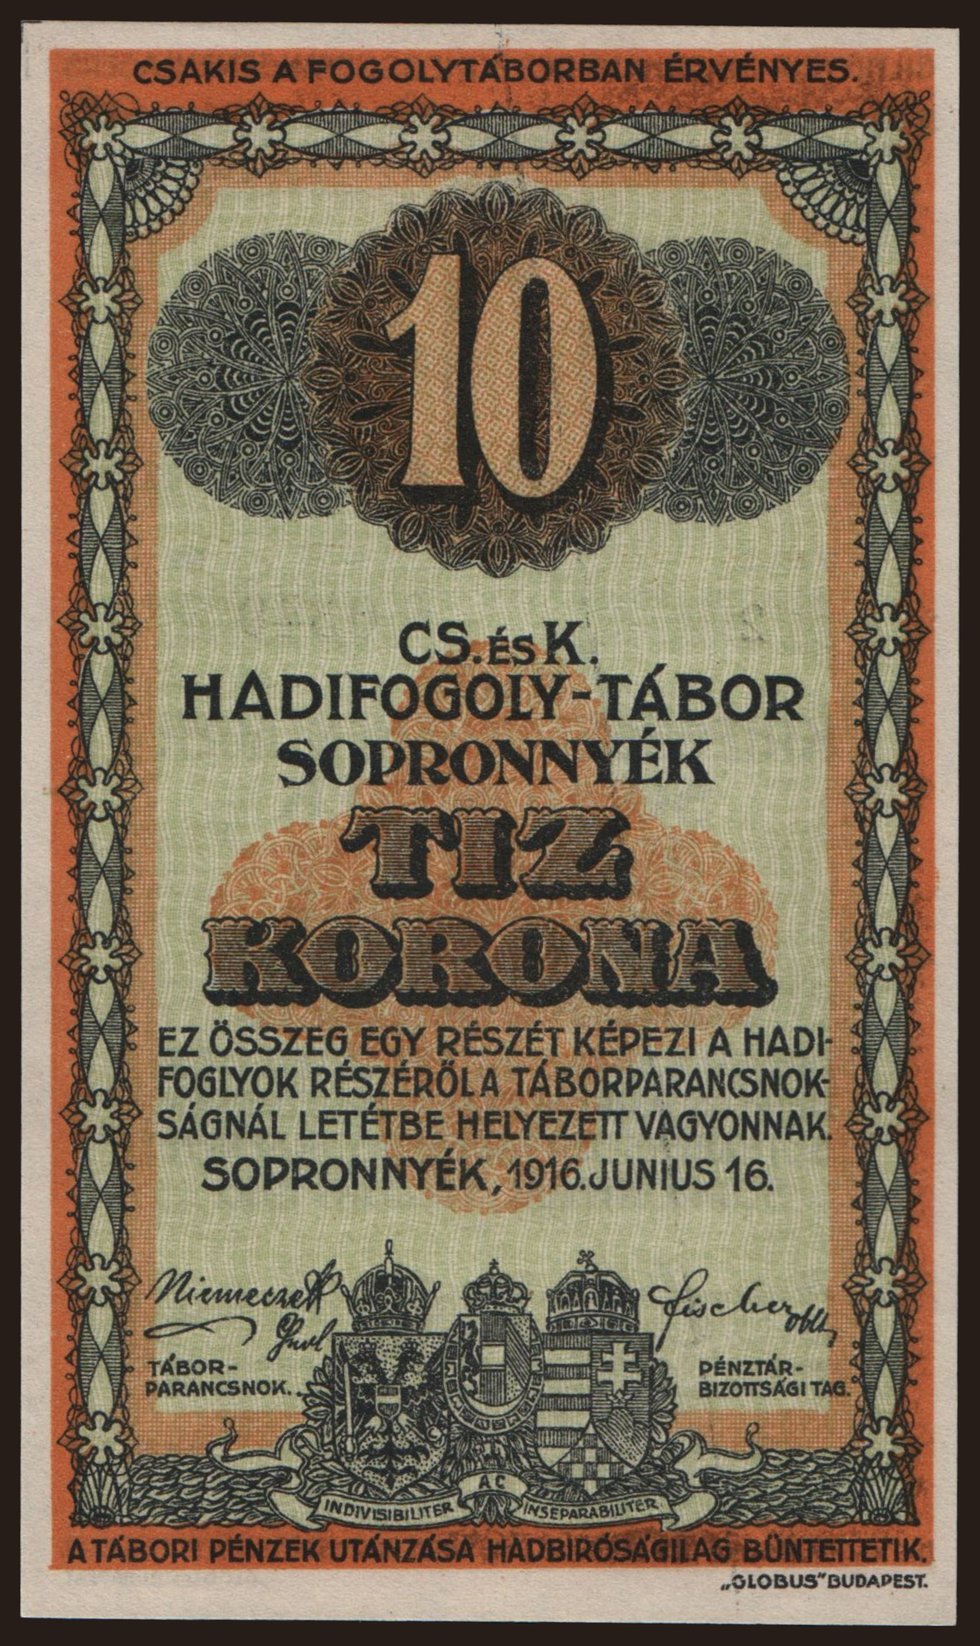 CSAKIS A FOGOLYTÁBORBAN ÉRVÉNYES.
10
CS. ÉS K.
HADIFOGOLY-TÁBOR
SOPRONNYÉK
TIZ
KORONA
EZ ÖSSZEG EGY RÉSZÉT KÉPEZI A HADI-
FOGLYOK RÉSZÉRŐL A TÁBORPARANCSNOK-
SÁGNÁL LETÉTBE HELYEZETT VAGYONNAK.
SOPRONNYÉK, 1916. JUNIUS 16.
Niemeczek
Fischer
TÁBOR-
PARANCSNOK.
PÉNZTÁR-
BIZOTTSÁGI TAG.
INDIVISIBILITER AC INSEPARABILITER.
A TÁBORI PÉNZEK UTÁNZÁSA HADBIRÓSÁGILAG BÜNTETTETIK.
„GLOBUS" BUDAPEST.